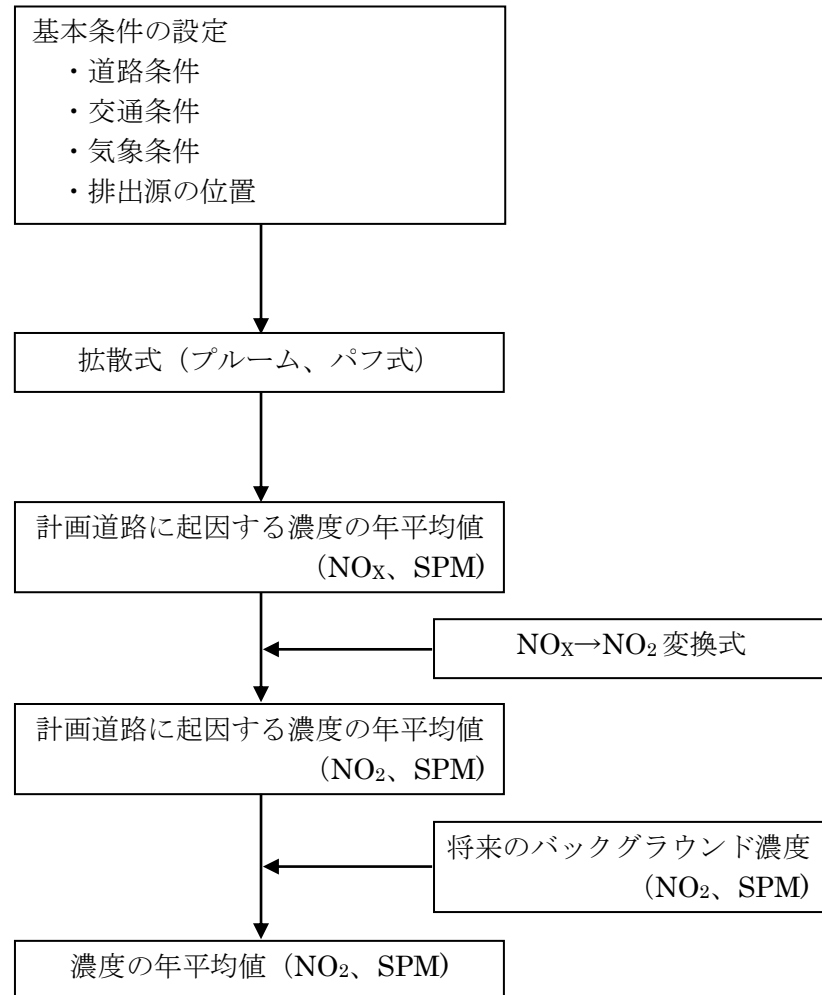 基本条件の設定
・道路条件
・交通条件
・気象条件
・排出源の位置
拡散式（プルーム、パフ式）
計画道路に起因する濃度の年平均値
（NOX、SPM）
NOX→NO2変換式
計画道路に起因する濃度の年平均値
（NO2、SPM）
将来のバックグラウンド濃度
（NO2、SPM）
濃度の年平均値（NO2、SPM）